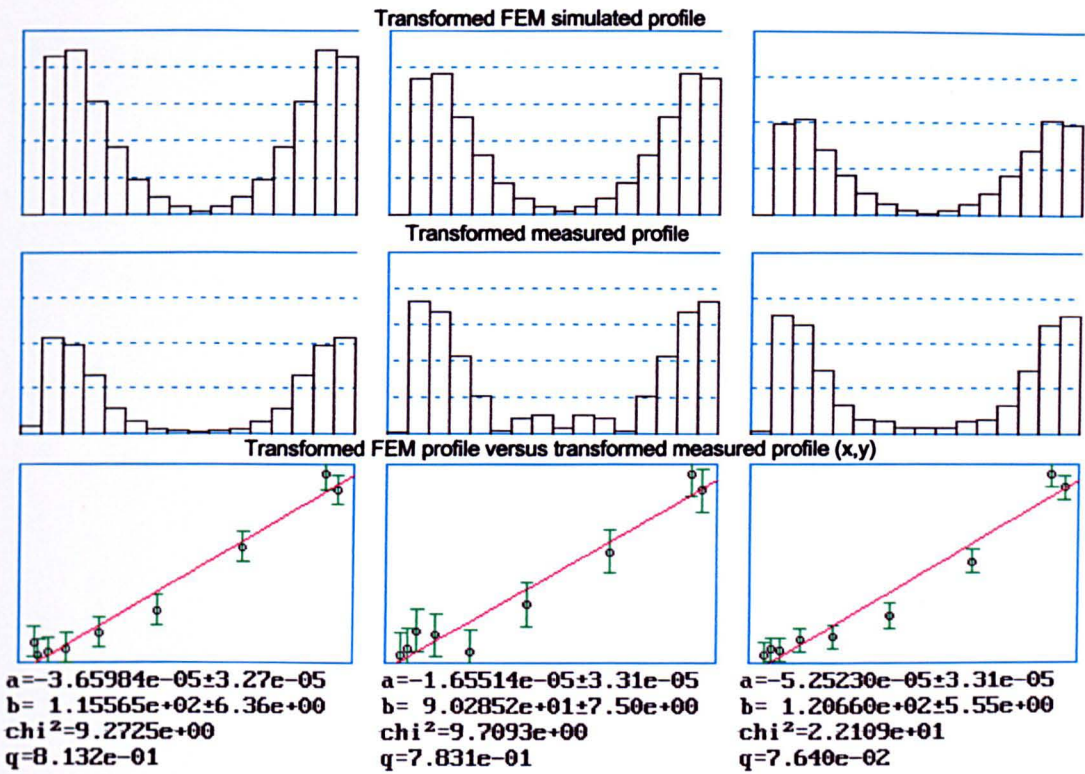 Transformed FEM simulated profile
Transformed measured profile
Transformed FEM profile versus transformed measured profile (x,y)
a=-3.65984e-05±3.27e-05
b= 1.15565e+02±6.36e+00
chi²=9.2725e+00
q=8.132e-01
a=-1.65514e-05±3.31e-05
b= 9.02852e+01±7.50e+00
chi²=9.7093e+00
q=7.831e-01
a=-5.25230e-05±3.31e-05
b= 1.20660e+02±5.55e+00
chi²=2.2109e+01
q=7.640e-02